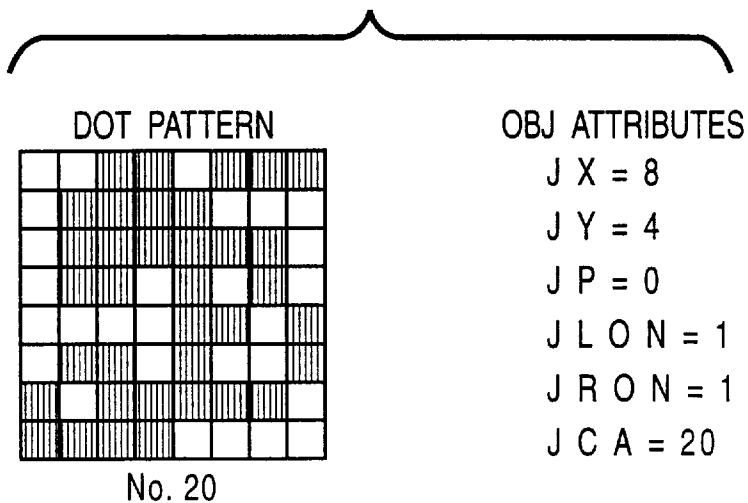 DOT PATTERN
No. 20
OBJ ATTRIBUTES
J X = 8
J Y = 4
J P = 0
J L O N = 1
J R O N = 1
J C A = 20